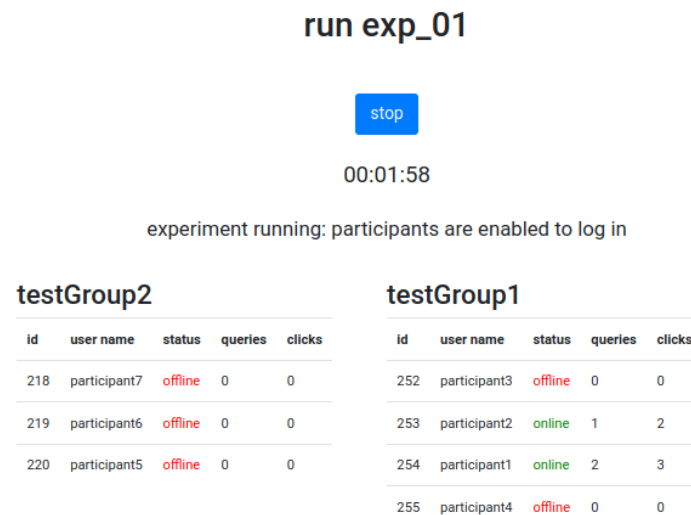 run exp_01
stop
00:01:58
experiment running: participants are enabled to log in
testGroup2
id user name status queries clicks
218 participant7 offline 0 0
219 participant6 offline 0 0
220 participant5 offline 0 0
testGroup1
id user name status queries clicks
252 participant3 offline 0 0
253 participant2 online 1 2
254 participant1 online 2 3
255 participant4 offline 0 0